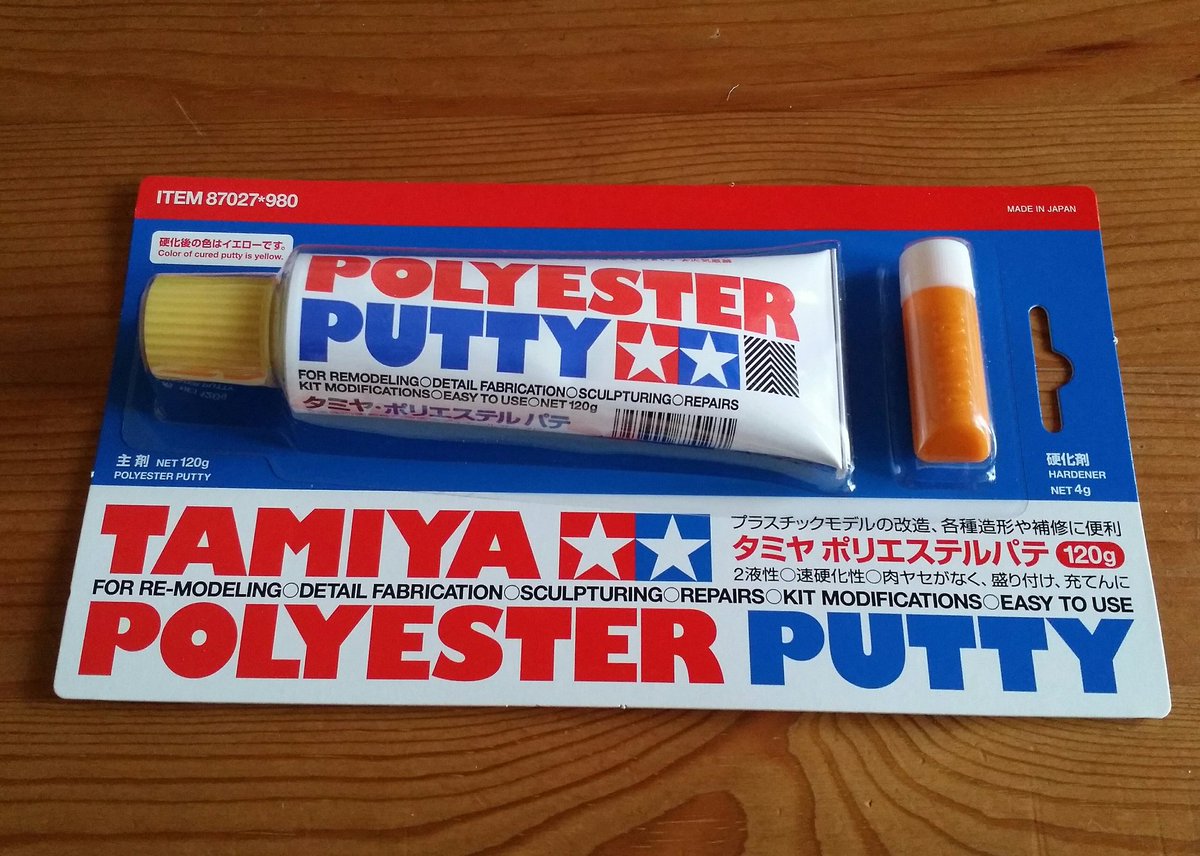 ITEM 87027*980
MADE IN JAPAN
硬化後の色はイエローです。
Color of cured putty is yellow.
POLYESTER
PUTTY
FOR REMODELING○DETAIL FABRICATION○SCULPTURING○REPAIRS
KIT MODIFICATIONS○EASY TO USE○NET 120g
タミヤ・ポリエステル パテ
主剤 NET 120g
POLYESTER PUTTY
硬化剤
HARDENER
NET 4g
TAMIYA
プラスチックモデルの改造、各種造形や補修に便利
タミヤ ポリエステルパテ 120g
2液性○速硬化性○肉ヤセがなく、盛り付け、充てんに
FOR RE-MODELING○DETAIL FABRICATION○SCULPTURING○REPAIRS○KIT MODIFICATIONS○EASY TO USE
POLYESTER PUTTY